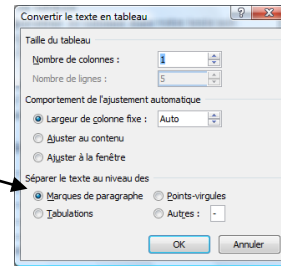 Convertir le texte en tableau
Taille du tableau
Nombre de colonnes : 1
Nombre de lignes : 5
Comportement de l'ajustement automatique
Largeur de colonne fixe : Auto
Ajuster au contenu
Ajuster à la fenêtre
Séparer le texte au niveau des
Marques de paragraphe Points-virgules
Tabulations Autres : -
OK Annuler